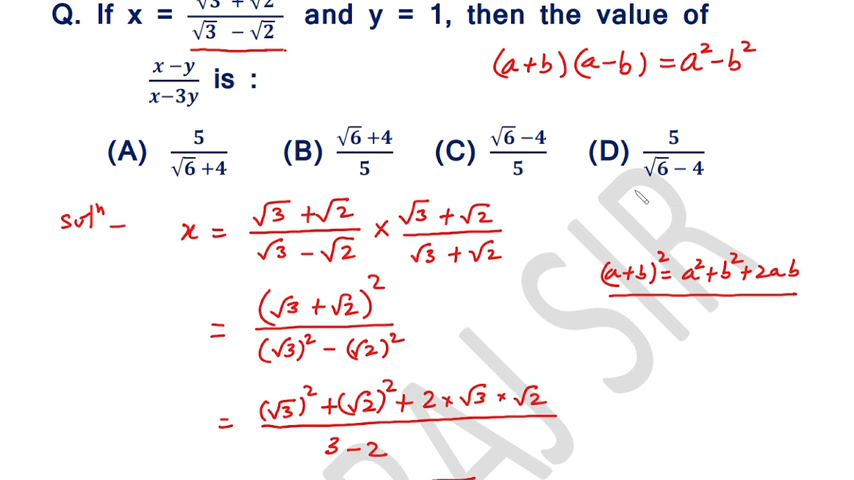 Q. If x = (√3 + √2)/(√3 − √2) and y = 1, then the value of
(x − y)/(x − 3y) is :
(a+b)(a−b) = a² − b²
(A) 5/(√6 + 4) (B) (√6 + 4)/5 (C) (√6 − 4)/5 (D) 5/(√6 − 4)
Solⁿ −
x = (√3 + √2)/(√3 − √2) × (√3 + √2)/(√3 + √2)
(a+b)² = a² + b² + 2ab
= (√3 + √2)²/((√3)² − (√2)²)
= ((√3)² + (√2)² + 2 × √3 × √2)/(3 − 2)
RAJ SIR